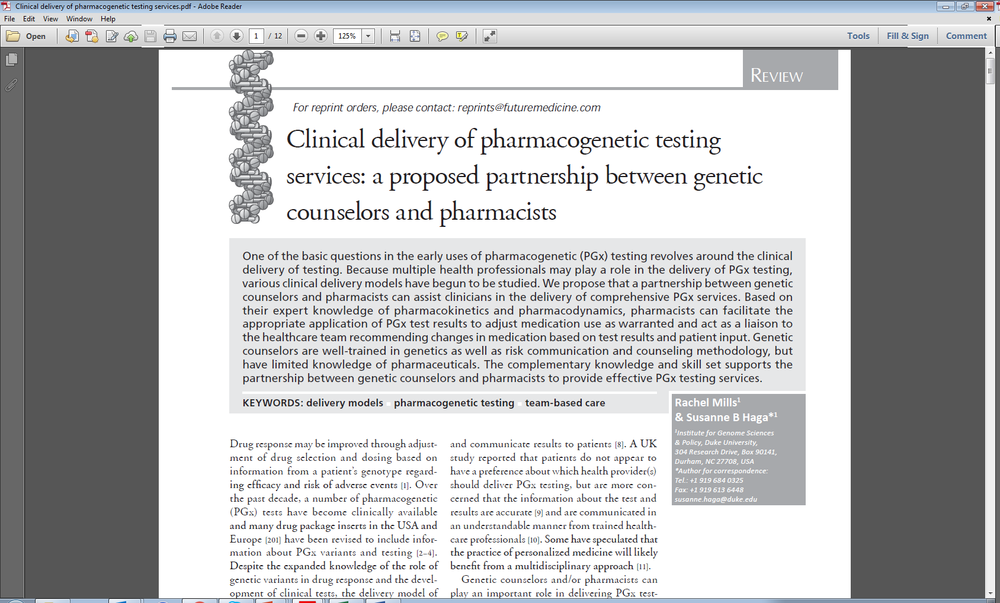 Clinical delivery of pharmacogenetic testing services.pdf - Adobe Reader
File Edit View Window Help
Open 1 / 12 125% Tools Fill & Sign Comment
REVIEW
For reprint orders, please contact: reprints@futuremedicine.com
Clinical delivery of pharmacogenetic testing
services: a proposed partnership between genetic
counselors and pharmacists
One of the basic questions in the early uses of pharmacogenetic (PGx) testing revolves around the clinical
delivery of testing. Because multiple health professionals may play a role in the delivery of PGx testing,
various clinical delivery models have begun to be studied. We propose that a partnership between genetic
counselors and pharmacists can assist clinicians in the delivery of comprehensive PGx services. Based on
their expert knowledge of pharmacokinetics and pharmacodynamics, pharmacists can facilitate the
appropriate application of PGx test results to adjust medication use as warranted and act as a liaison to
the healthcare team recommending changes in medication based on test results and patient input. Genetic
counselors are well-trained in genetics as well as risk communication and counseling methodology, but
have limited knowledge of pharmaceuticals. The complementary knowledge and skill set supports the
partnership between genetic counselors and pharmacists to provide effective PGx testing services.
KEYWORDS: delivery models pharmacogenetic testing team-based care
Rachel Mills¹
& Susanne B Haga*¹
¹Institute for Genome Sciences
& Policy, Duke University,
304 Research Drive, Box 90141,
Durham, NC 27708, USA
*Author for correspondence:
Tel.: +1 919 684 0325
Fax: +1 919 613 6448
susanne.haga@duke.edu
Drug response may be improved through adjust-
ment of drug selection and dosing based on
information from a patient's genotype regard-
ing efficacy and risk of adverse events [1]. Over
the past decade, a number of pharmacogenetic
(PGx) tests have become clinically available
and many drug package inserts in the USA and
Europe [201] have been revised to include infor-
mation about PGx variants and testing [2–4].
Despite the expanded knowledge of the role of
genetic variants in drug response and the devel-
opment of clinical tests, the delivery model of
and communicate results to patients [8]. A UK
study reported that patients do not appear to
have a preference about which health provider(s)
should deliver PGx testing, but are more con-
cerned that the information about the test and
results are accurate [9] and are communicated in
an understandable manner from trained health-
care professionals [10]. Some have speculated that
the practice of personalized medicine will likely
benefit from a multidisciplinary approach [11].
Genetic counselors and/or pharmacists can
play an important role in delivering PGx test-